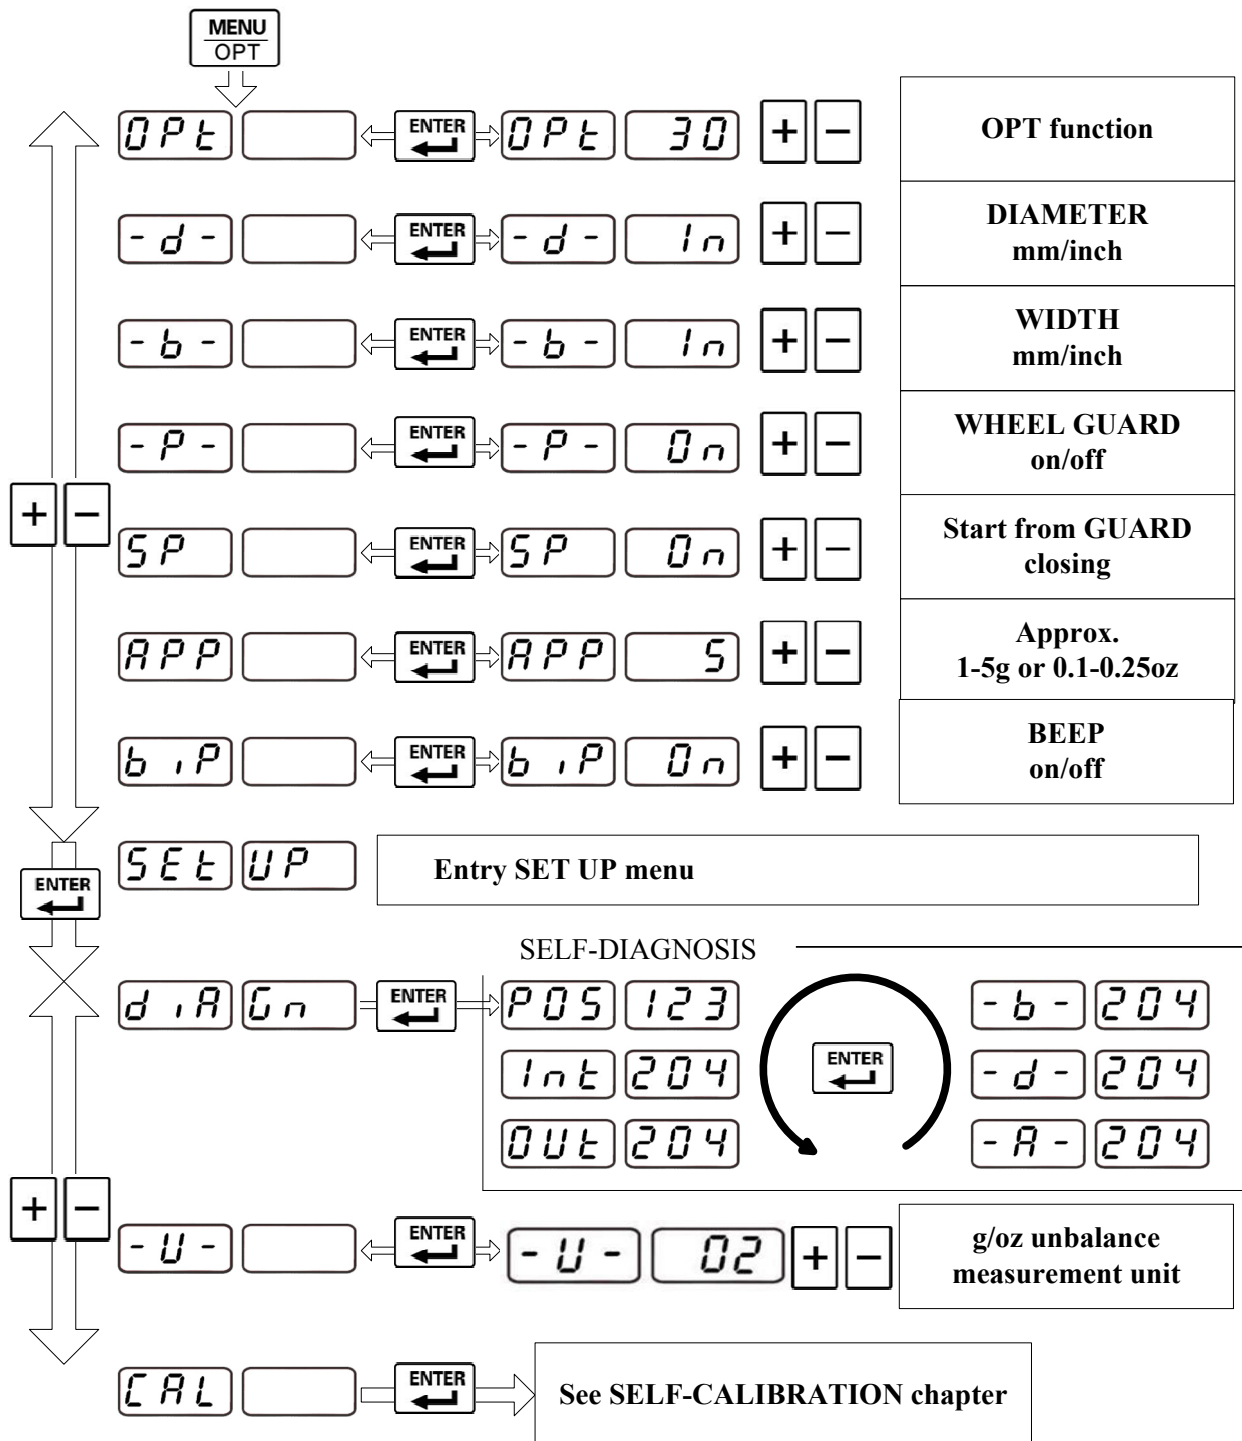 MENU
OPT
OPt ENTER OPt 30 + − OPT function
-d- ENTER -d- In + − DIAMETER
mm/inch
-b- ENTER -b- In + − WIDTH
mm/inch
-P- ENTER -P- On + − WHEEL GUARD
on/off
+ −
SP ENTER SP On + − Start from GUARD
closing
APP ENTER APP 5 + − Approx.
1-5g or 0.1-0.25oz
biP ENTER biP On + − BEEP
on/off
SEt UP Entry SET UP menu
ENTER
SELF-DIAGNOSIS
diA Gn ENTER POS 123 -b- 204
Int 204 ENTER -d- 204
OUt 204 -A- 204
+ −
-U- ENTER -U- 02 + − g/oz unbalance
measurement unit
CAL ENTER See SELF-CALIBRATION chapter